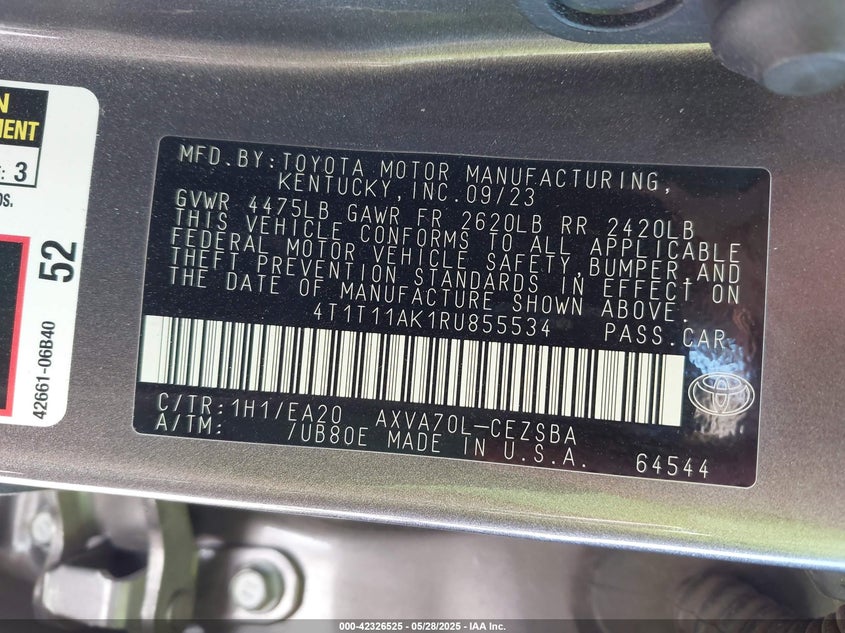 N
MENT
: 3
OS.
52
42661-06B40
MFD.BY:TOYOTA MOTOR MANUFACTURING,
KENTUCKY,INC.09/23
GVWR 4475LB GAWR FR 2620LB RR 2420LB
THIS VEHICLE CONFORMS TO ALL APPLICABLE
FEDERAL MOTOR VEHICLE SAFETY,BUMPER,AND
THEFT PREVENTION STANDARDS IN EFFECT ON
THE DATE OF MANUFACTURE SHOWN ABOVE.
4T1T11AK1RU855534 PASS.CAR
C/TR:1H1/EA20 AXVA70L-CEZSBA
A/TM: /UB80E MADE IN U.S.A. 64544
000-42326525 - 05/28/2025 - IAA Inc.